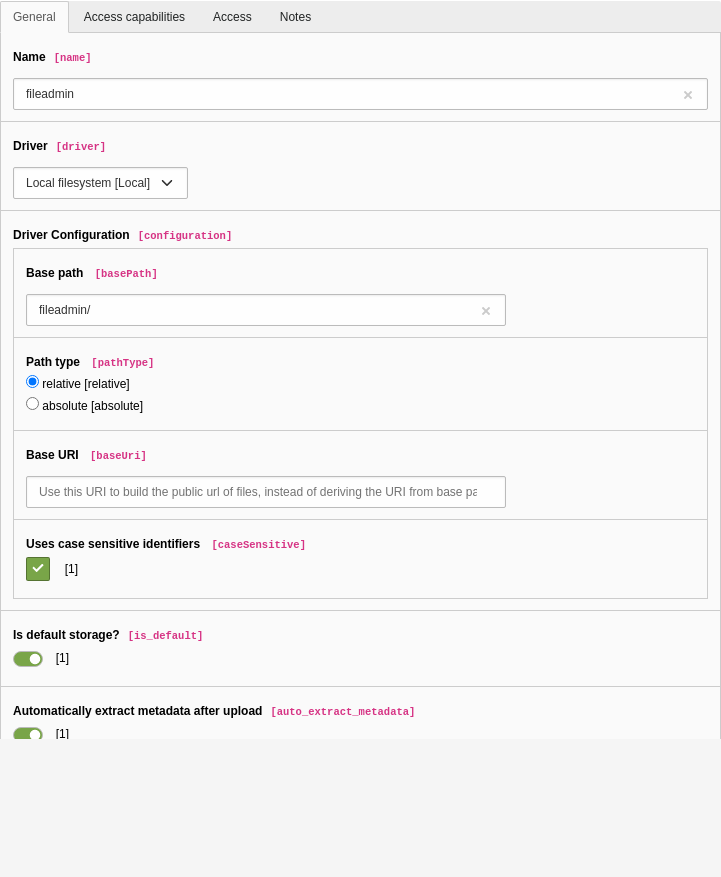 General Access capabilities Access Notes
Name [name]
fileadmin
Driver [driver]
Local filesystem [Local]
Driver Configuration [configuration]
Base path [basePath]
fileadmin/
Path type [pathType]
relative [relative]
absolute [absolute]
Base URI [baseUri]
Use this URI to build the public url of files, instead of deriving the URI from base
Uses case sensitive identifiers [caseSensitive]
[1]
Is default storage? [is_default]
[1]
Automatically extract metadata after upload [auto_extract_metadata]
[1]